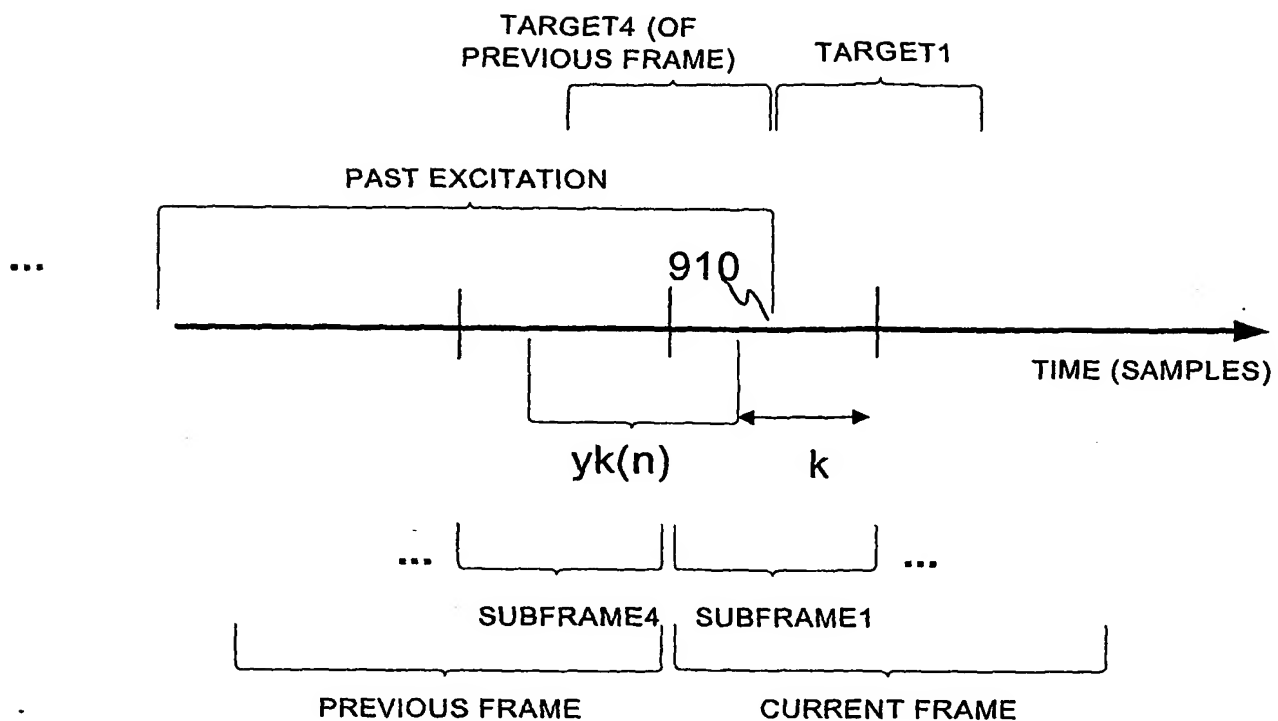 TARGET4 (OF
PREVIOUS FRAME)
TARGET1
PAST EXCITATION
...
910
TIME (SAMPLES)
yk(n)
k
...
...
SUBFRAME4
SUBFRAME1
PREVIOUS FRAME
CURRENT FRAME